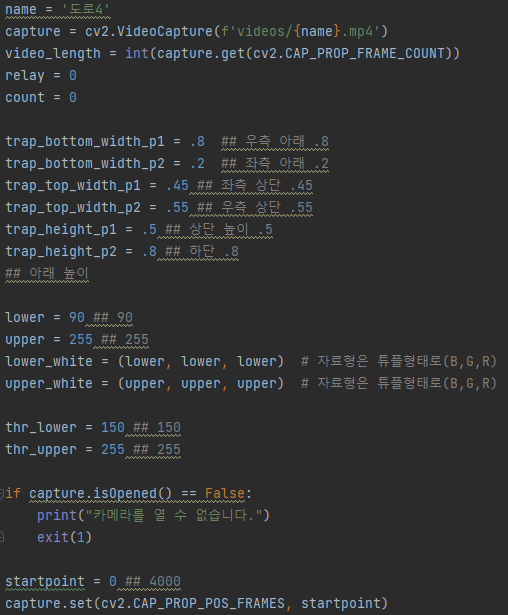 name = '도로4'
capture = cv2.VideoCapture(f'videos/{name}.mp4')
video_length = int(capture.get(cv2.CAP_PROP_FRAME_COUNT))
relay = 0
count = 0
trap_bottom_width_p1 = .8  ## 우측 아래 .8
trap_bottom_width_p2 = .2  ## 좌측 아래 .2
trap_top_width_p1 = .45 ## 좌측 상단 .45
trap_top_width_p2 = .55 ## 우측 상단 .55
trap_height_p1 = .5 ## 상단 높이 .5
trap_height_p2 = .8 ## 하단 .8
## 아래 높이
lower = 90 ## 90
upper = 255 ## 255
lower_white = (lower, lower, lower)  # 자료형은 튜플형태로(B,G,R)
upper_white = (upper, upper, upper)  # 자료형은 튜플형태로(B,G,R)
thr_lower = 150 ## 150
thr_upper = 255 ## 255
if capture.isOpened() == False:
    print("카메라를 열 수 없습니다.")
    exit(1)
startpoint = 0 ## 4000
capture.set(cv2.CAP_PROP_POS_FRAMES, startpoint)